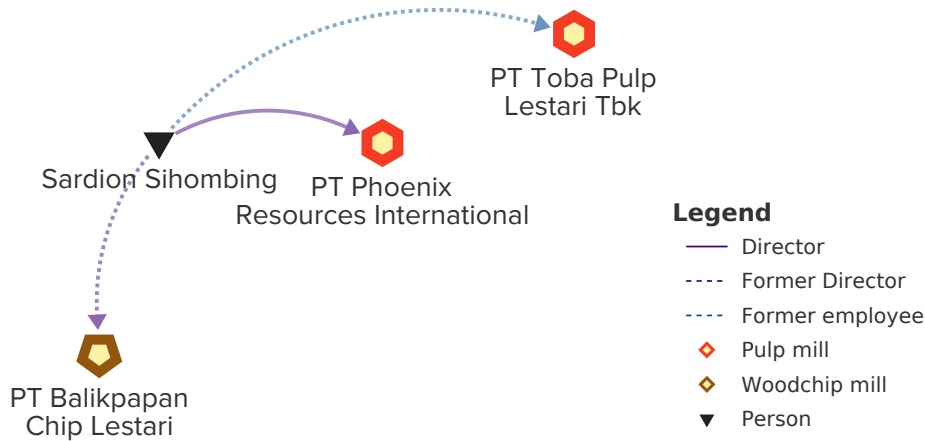 PT Toba Pulp
Lestari Tbk
Sardion Sihombing
PT Phoenix
Resources International
PT Balikpapan
Chip Lestari
Legend
Director
Former Director
Former employee
Pulp mill
Woodchip mill
Person